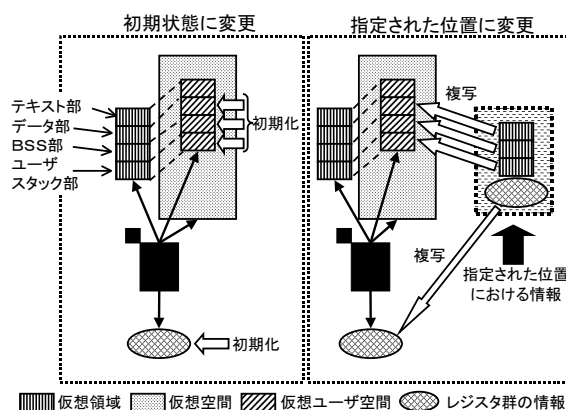 初期状態に変更
指定された位置に変更
テキスト部
データ部
BSS部
ユーザ
スタック部
初期化
初期化
複写
複写
指定された位置
における情報
仮想領域
仮想空間
仮想ユーザ空間
レジスタ群の情報